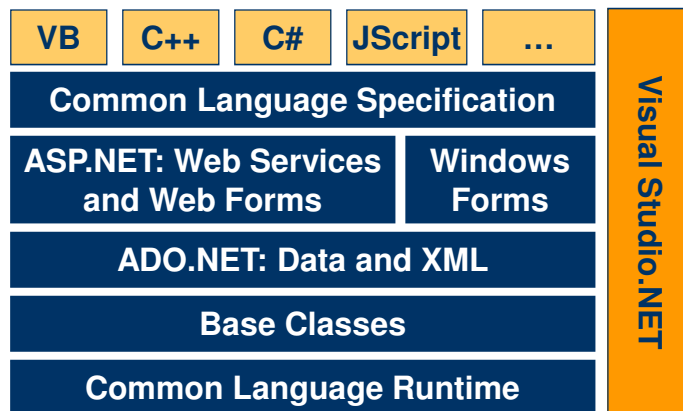 VB
C++
C#
JScript
...
Common Language Specification
ASP.NET: Web Services
and Web Forms
Windows
Forms
ADO.NET: Data and XML
Base Classes
Common Language Runtime
Visual Studio.NET